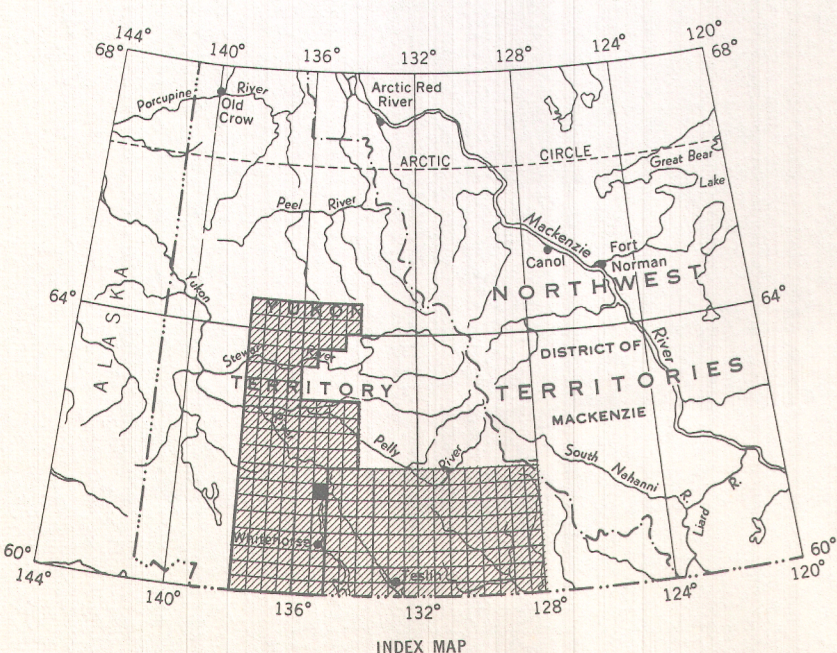 144°
140°
136°
132°
128°
124°
120°
68°
68°
Porcupine River
Old
Crow
Arctic Red
River
ARCTIC CIRCLE
Great Bear
Lake
Peel River
Mackenzie
Canol
Fort
Norman
Yukon
NORTHWEST
64°
64°
ALASKA
YUKON
River
Stewart River
DISTRICT OF
TERRITORY
TERRITORIES
MACKENZIE
Pelly
River
South Nahanni
R.
Liard
R.
Whitehorse
Teslin
60°
60°
144°
140°
136°
132°
128°
124°
120°
INDEX MAP